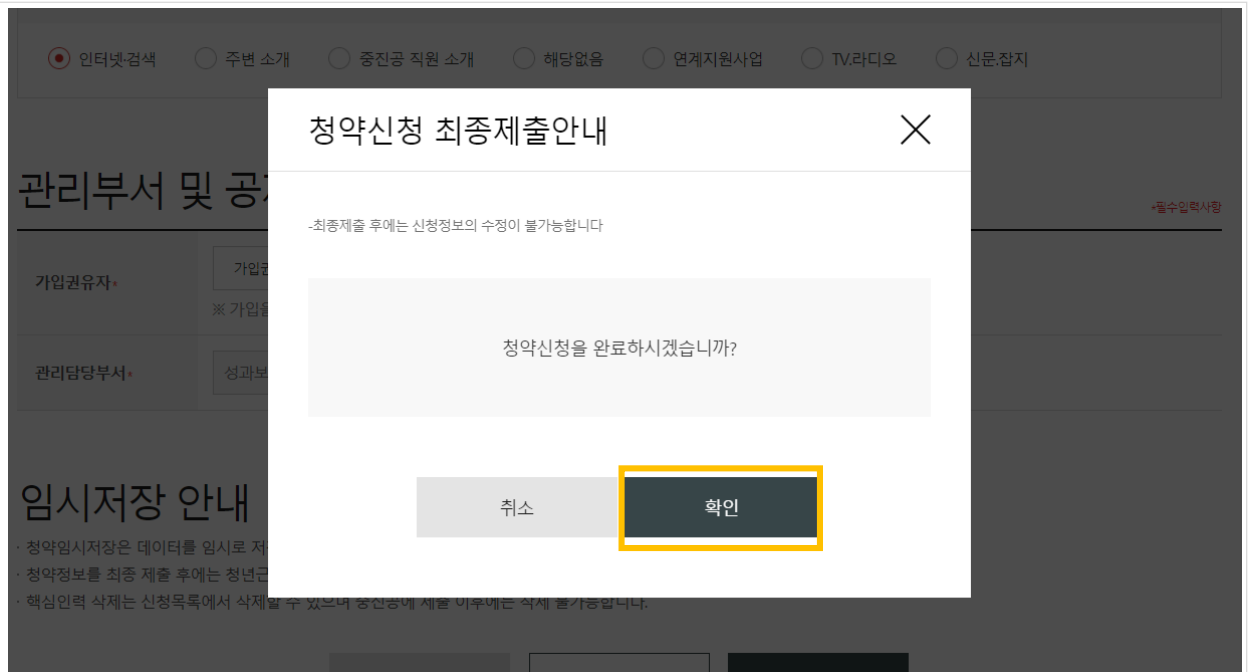 인터넷·검색 주변 소개 중진공 직원 소개 해당없음 연계지원사업 TV.라디오 신문.잡지
청약신청 최종제출안내
관리부서 및
*필수입력사항
-최종제출 후에는 신청정보의 수정이 불가능합니다
가입권유자*
※ 가입을
청약신청을 완료하시겠습니까?
관리담당부서*
성과보
취소 확인
임시저장 안내
· 청약임시저장은 데이터를 임시로
· 청약정보를 최종 제출 후에는
· 핵심인력 삭제는 신청목록에서 삭제할 수 있으며 중진공에 제출 이후에는 삭제 불가능합니다.